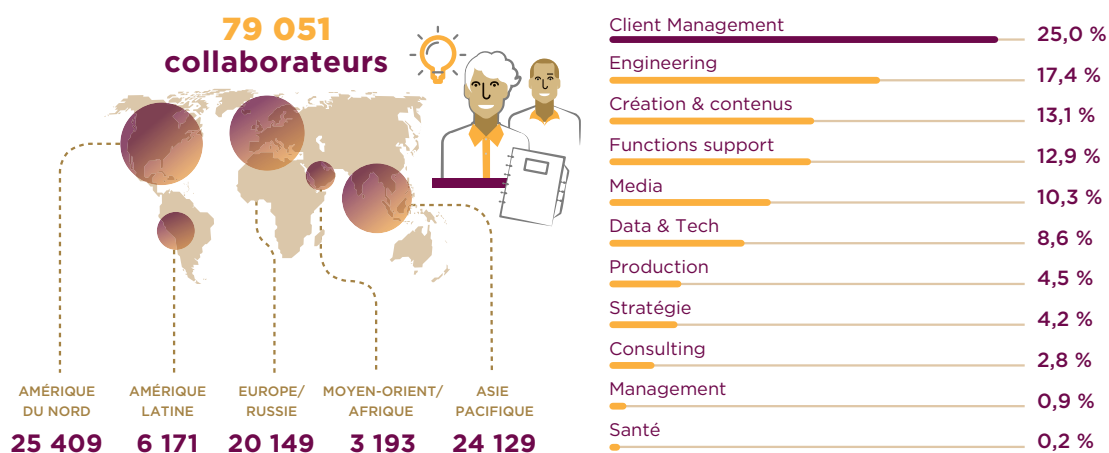 79 051
collaborateurs
AMÉRIQUE
DU NORD
25 409
AMÉRIQUE
LATINE
6 171
EUROPE/
RUSSIE
20 149
MOYEN-ORIENT/
AFRIQUE
3 193
ASIE
PACIFIQUE
24 129
Client Management
25,0 %
Engineering
17,4 %
Création & contenus
13,1 %
Functions support
12,9 %
Media
10,3 %
Data & Tech
8,6 %
Production
4,5 %
Stratégie
4,2 %
Consulting
2,8 %
Management
0,9 %
Santé
0,2 %